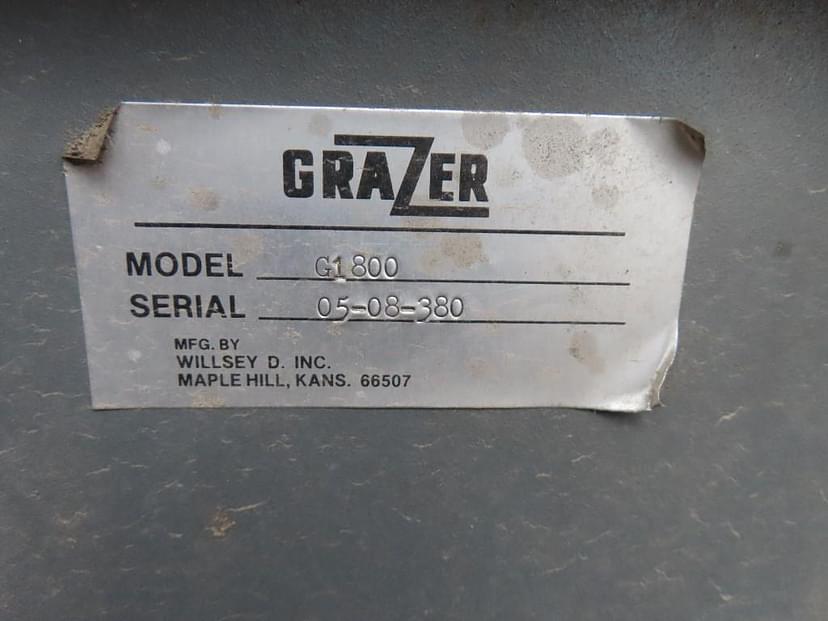 GRAZER
MODEL G1800
SERIAL 05-08-380
MFG. BY
WILLSEY D. INC.
MAPLE HILL, KANS. 66507